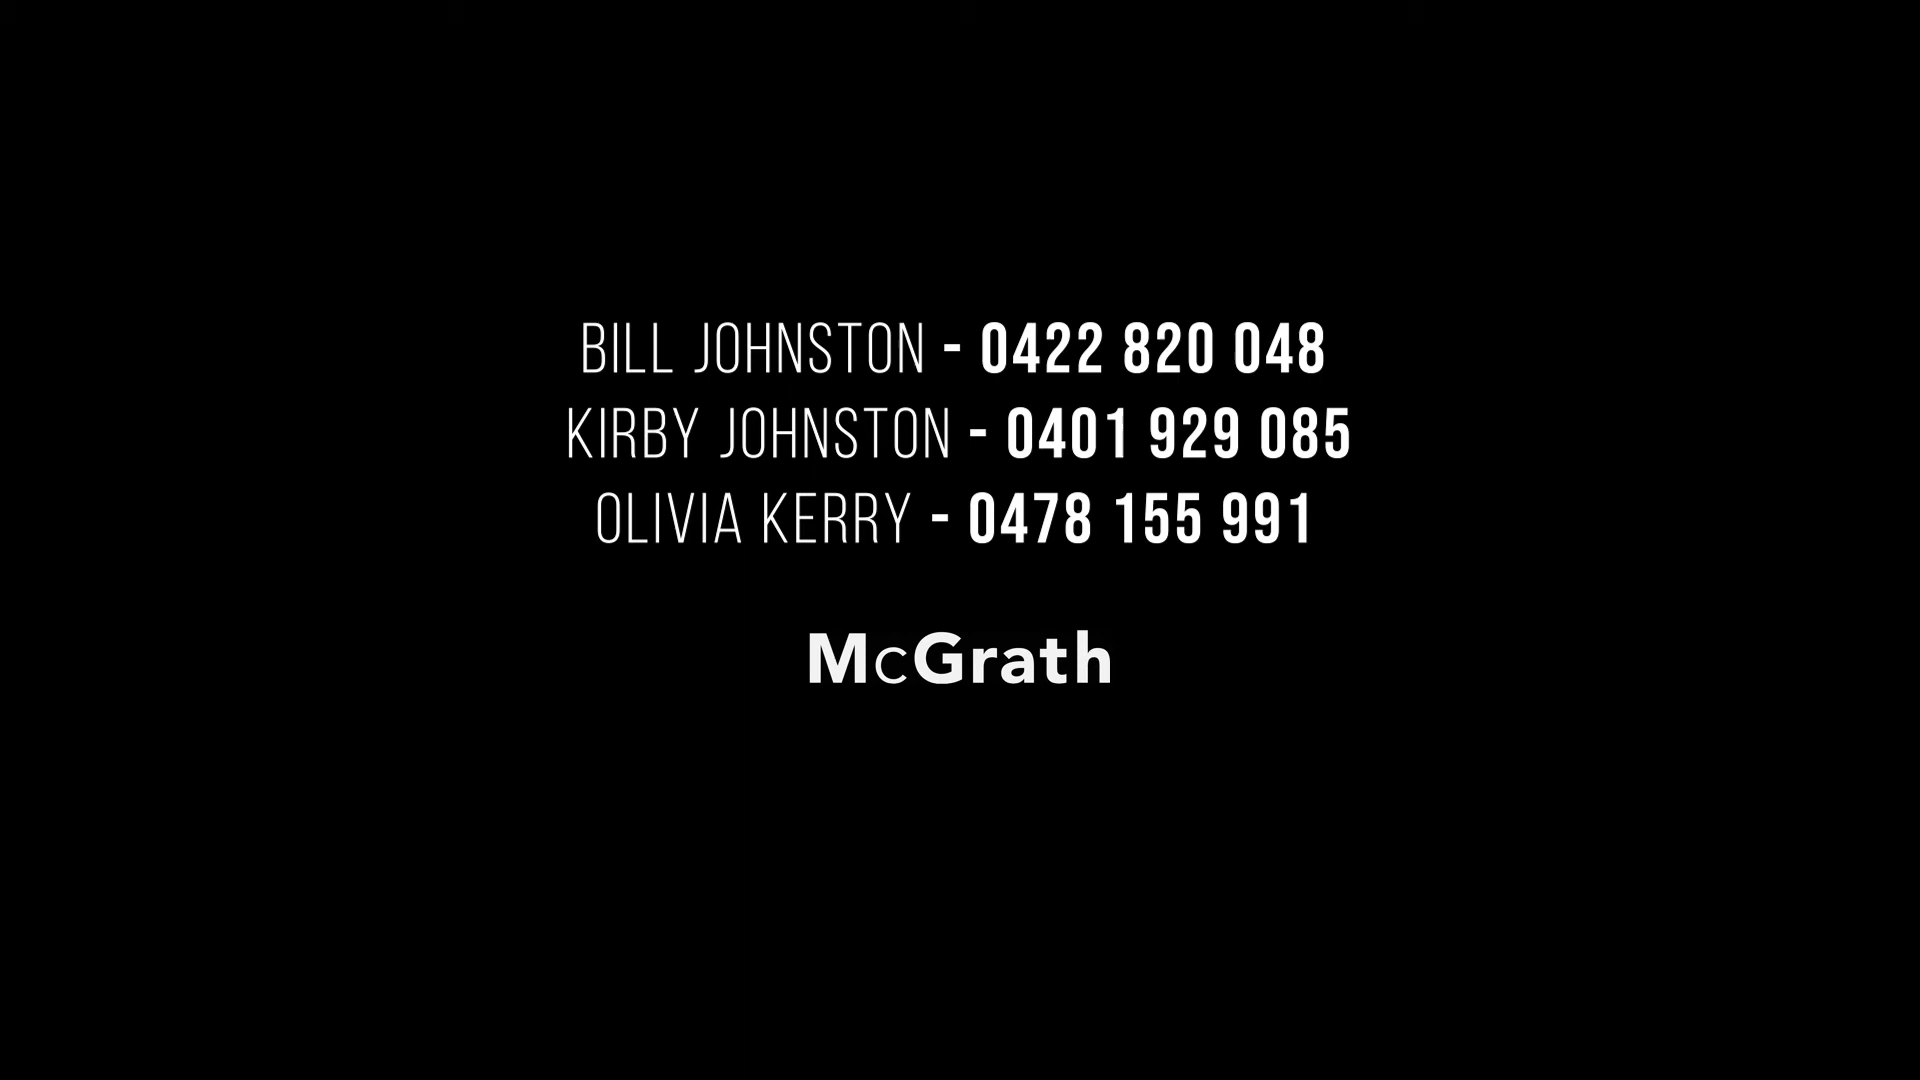 BILL JOHNSTON - 0422 820 048
KIRBY JOHNSTON - 0401 929 085
OLIVIA KERRY - 0478 155 991
McGrath